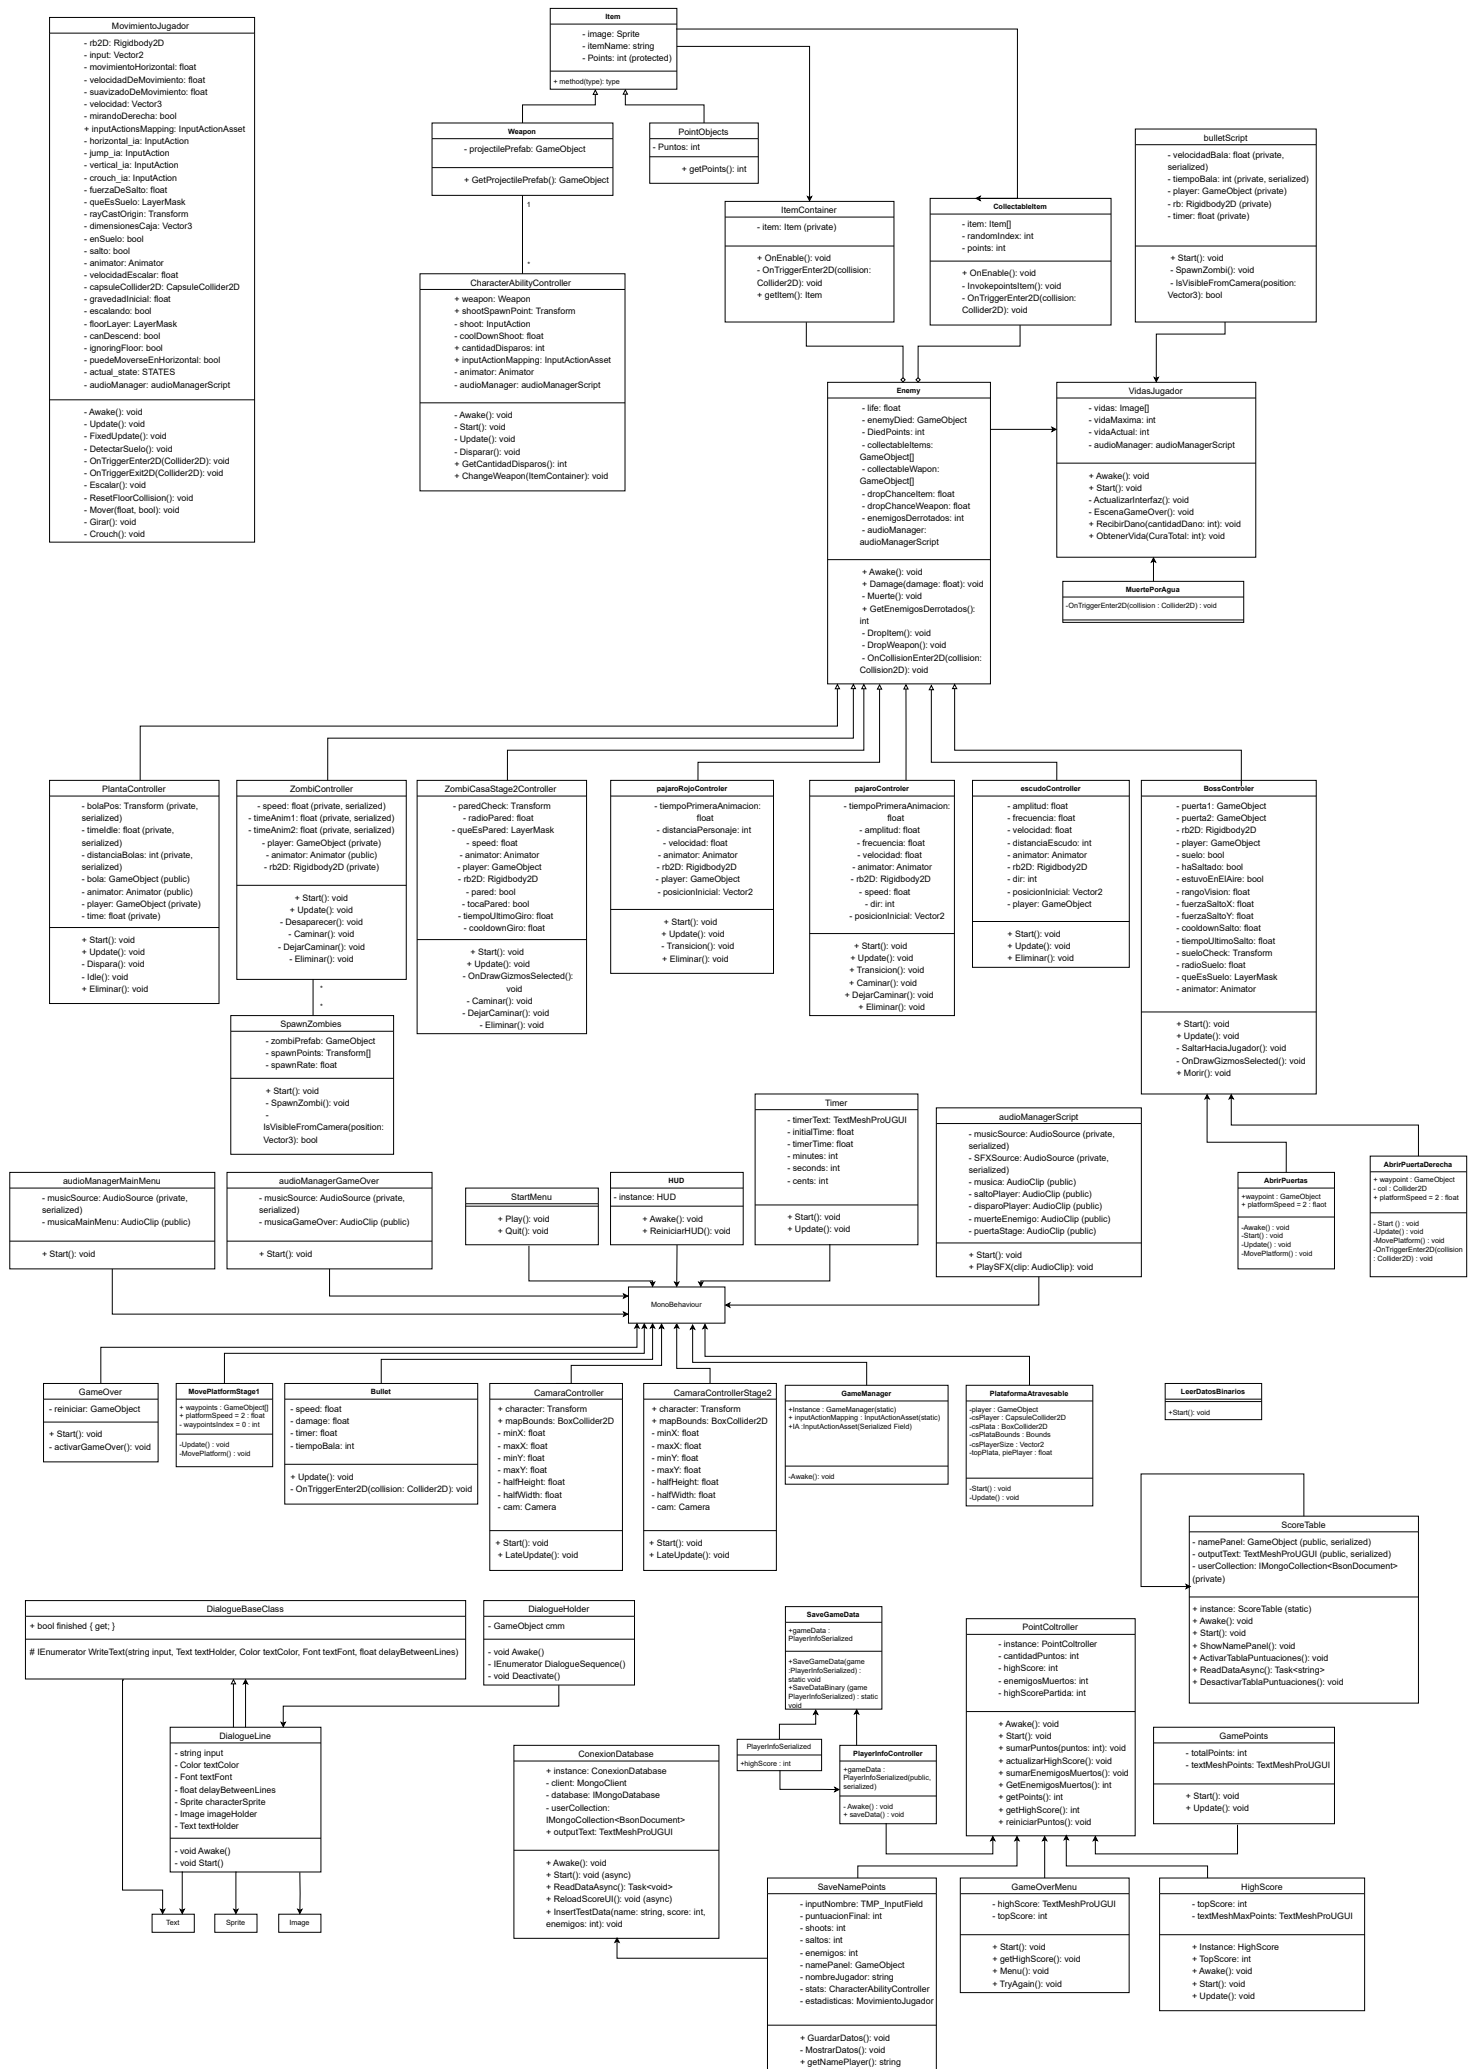 MovimientoJugador
- rb2D: Rigidbody2D
- input: Vector2
- movimientoHorizontal: float
- velocidadDeMovimiento: float
- suavizadoDeMovimiento: float
- velocidad: Vector3
- mirandoDerecha: bool
+ inputActionsMapping: InputActionAsset
- horizontal_ia: InputAction
- jump_ia: InputAction
- vertical_ia: InputAction
- crouch_ia: InputAction
- fuerzaDeSalto: float
- queEsSuelo: LayerMask
- rayCastOrigin: Transform
- dimensionesCaja: Vector3
- enSuelo: bool
- salto: bool
- animator: Animator
- velocidadEscalar: float
- capsuleCollider2D: CapsuleCollider2D
- gravedadInicial: float
- escalando: bool
- floorLayer: LayerMask
- canDescend: bool
- ignoringFloor: bool
- puedeMoverseEnHorizontal: bool
- actual_state: STATES
- audioManager: audioManagerScript
- Awake(): void
- Update(): void
- FixedUpdate(): void
- DetectarSuelo(): void
- OnTriggerEnter2D(Collider2D): void
- OnTriggerExit2D(Collider2D): void
- Escalar(): void
- ResetFloorCollision(): void
- Mover(float, bool): void
- Girar(): void
- Crouch(): void
Item
- image: Sprite
- itemName: string
- Points: int (protected)
+ method(type): type
Weapon
- projectilePrefab: GameObject
+ GetProjectilePrefab(): GameObject
1
*
PointObjects
- Puntos: int
+ getPoints(): int
CharacterAbilityController
+ weapon: Weapon
+ shootSpawnPoint: Transform
- shoot: InputAction
- coolDownShoot: float
+ cantidadDisparos: int
+ inputActionMapping: InputActionAsset
- animator: Animator
- audioManager: audioManagerScript
- Awake(): void
- Start(): void
- Update(): void
- Disparar(): void
+ GetCantidadDisparos(): int
+ ChangeWeapon(ItemContainer): void
ItemContainer
- item: Item (private)
+ OnEnable(): void
- OnTriggerEnter2D(collision:
Collider2D): void
+ getItem(): Item
CollectableItem
- item: Item[]
- randomIndex: int
- points: int
+ OnEnable(): void
- InvokepointsItem(): void
- OnTriggerEnter2D(collision:
Collider2D): void
bulletScript
- velocidadBala: float (private,
serialized)
- tiempoBala: int (private, serialized)
- player: GameObject (private)
- rb: Rigidbody2D (private)
- timer: float (private)
+ Start(): void
- SpawnZombi(): void
- IsVisibleFromCamera(position:
Vector3): bool
Enemy
- life: float
- enemyDied: GameObject
- DiedPoints: int
- collectableItems:
GameObject[]
- collectableWapon:
GameObject[]
- dropChanceItem: float
- dropChanceWeapon: float
- enemigosDerrotados: int
- audioManager:
audioManagerScript
+ Awake(): void
+ Damage(damage: float): void
- Muerte(): void
+ GetEnemigosDerrotados():
int
- DropItem(): void
- DropWeapon(): void
- OnCollisionEnter2D(collision:
Collision2D): void
VidasJugador
- vidas: Image[]
- vidaMaxima: int
- vidaActual: int
- audioManager: audioManagerScript
+ Awake(): void
+ Start(): void
- ActualizarInterfaz(): void
- EscenaGameOver(): void
+ RecibirDano(cantidadDano: int): void
+ ObtenerVida(CuraTotal: int): void
MuertePorAgua
-OnTriggerEnter2D(collision : Collider2D) : void
PlantaController
- bolaPos: Transform (private,
serialized)
- timeIdle: float (private,
serialized)
- distanciaBolas: int (private,
serialized)
- bola: GameObject (public)
- animator: Animator (public)
- player: GameObject (private)
- time: float (private)
+ Start(): void
+ Update(): void
- Dispara(): void
- Idle(): void
+ Eliminar(): void
ZombiController
- speed: float (private, serialized)
- timeAnim1: float (private, serialized)
- timeAnim2: float (private, serialized)
- player: GameObject (private)
- animator: Animator (public)
- rb2D: Rigidbody2D (private)
+ Start(): void
+ Update(): void
- Desaparecer(): void
- Caminar(): void
- DejarCaminar(): void
- Eliminar(): void
*
*
SpawnZombies
- zombiPrefab: GameObject
- spawnPoints: Transform[]
- spawnRate: float
+ Start(): void
- SpawnZombi(): void
-
IsVisibleFromCamera(position:
Vector3): bool
ZombiCasaStage2Controller
- paredCheck: Transform
- radioPared: float
- queEsPared: LayerMask
- speed: float
- animator: Animator
- player: GameObject
- rb2D: Rigidbody2D
- pared: bool
- tocaPared: bool
- tiempoUltimoGiro: float
- cooldownGiro: float
+ Start(): void
+ Update(): void
- OnDrawGizmosSelected():
void
- Caminar(): void
- DejarCaminar(): void
- Eliminar(): void
pajaroRojoControler
- tiempoPrimeraAnimacion:
float
- distanciaPersonaje: int
- velocidad: float
- animator: Animator
- rb2D: Rigidbody2D
- player: GameObject
- posicionInicial: Vector2
+ Start(): void
+ Update(): void
- Transicion(): void
+ Eliminar(): void
pajaroControler
- tiempoPrimeraAnimacion:
float
- amplitud: float
- frecuencia: float
- velocidad: float
- animator: Animator
- rb2D: Rigidbody2D
- speed: float
- dir: int
- posicionInicial: Vector2
+ Start(): void
+ Update(): void
+ Transicion(): void
+ Caminar(): void
+ DejarCaminar(): void
+ Eliminar(): void
escudoController
- amplitud: float
- frecuencia: float
- velocidad: float
- distanciaEscudo: int
- animator: Animator
- rb2D: Rigidbody2D
- dir: int
- posicionInicial: Vector2
- player: GameObject
+ Start(): void
+ Update(): void
+ Eliminar(): void
BossControler
- puerta1: GameObject
- puerta2: GameObject
- rb2D: Rigidbody2D
- player: GameObject
- suelo: bool
- haSaltado: bool
- estuvoEnElAire: bool
- rangoVision: float
- fuerzaSaltoX: float
- fuerzaSaltoY: float
- cooldownSalto: float
- tiempoUltimoSalto: float
- sueloCheck: Transform
- radioSuelo: float
- queEsSuelo: LayerMask
- animator: Animator
+ Start(): void
+ Update(): void
- SaltarHaciaJugador(): void
- OnDrawGizmosSelected(): void
+ Morir(): void
audioManagerMainMenu
- musicSource: AudioSource (private,
serialized)
- musicaMainMenu: AudioClip (public)
+ Start(): void
audioManagerGameOver
- musicSource: AudioSource (private,
serialized)
- musicaGameOver: AudioClip (public)
+ Start(): void
StartMenu
+ Play(): void
+ Quit(): void
HUD
- instance: HUD
+ Awake(): void
+ ReiniciarHUD(): void
Timer
- timerText: TextMeshProUGUI
- initialTime: float
- timerTime: float
- minutes: int
- seconds: int
- cents: int
+ Start(): void
+ Update(): void
audioManagerScript
- musicSource: AudioSource (private,
serialized)
- SFXSource: AudioSource (private,
serialized)
- musica: AudioClip (public)
- saltoPlayer: AudioClip (public)
- disparoPlayer: AudioClip (public)
- muerteEnemigo: AudioClip (public)
- puertaStage: AudioClip (public)
+ Start(): void
+ PlaySFX(clip: AudioClip): void
AbrirPuertas
+waypoint : GameObject
+ platformSpeed = 2 : flaot
-Awake() : void
-Start() : void
-Update() : void
-MovePlatform() : void
AbrirPuertaDerecha
+ waypoint : GameObject
- col : Collider2D
+ platformSpeed = 2 : float
- Start () : void
-Update() : void
-MovePlatform() : void
-OnTriggerEnter2D(collision
: Collider2D) : void
MonoBehaviour
GameOver
- reiniciar: GameObject
+ Start(): void
- activarGameOver(): void
MovePlatformStage1
+ waypoints : GameObject[]
+ platformSpeed = 2 : float
- waypointsIndex = 0 : int
-Update() : void
-MovePlatform() : void
Bullet
- speed: float
- damage: float
- timer: float
- tiempoBala: int
+ Update(): void
- OnTriggerEnter2D(collision: Collider2D): void
CamaraController
+ character: Transform
+ mapBounds: BoxCollider2D
- minX: float
- maxX: float
- minY: float
- maxY: float
- halfHeight: float
- halfWidth: float
- cam: Camera
+ Start(): void
+ LateUpdate(): void
CamaraControllerStage2
+ character: Transform
+ mapBounds: BoxCollider2D
- minX: float
- maxX: float
- minY: float
- maxY: float
- halfHeight: float
- halfWidth: float
- cam: Camera
+ Start(): void
+ LateUpdate(): void
GameManager
+Instance : GameManager(static)
+ inputActionMapping : InputActionAsset(static)
+IA :InputActionAsset(Serialized Field)
-Awake(): void
PlataformaAtravesable
-player : GameObject
-csPlayer : CapsuleCollider2D
-csPlata : BoxCollider2D
-csPlataBounds : Bounds
-csPlayerSize : Vector2
-topPlata, piePlayer : float
-Start() : void
-Update() : void
LeerDatosBinarios
+Start(): void
ScoreTable
- namePanel: GameObject (public, serialized)
- outputText: TextMeshProUGUI (public, serialized)
- userCollection: IMongoCollection<BsonDocument>
(private)
+ instance: ScoreTable (static)
+ Awake(): void
+ Start(): void
+ ShowNamePanel(): void
+ ActivarTablaPuntuaciones(): void
+ ReadDataAsync(): Task<string>
+ DesactivarTablaPuntuaciones(): void
DialogueBaseClass
+ bool finished { get; }
# IEnumerator WriteText(string input, Text textHolder, Color textColor, Font textFont, float delayBetweenLines)
DialogueHolder
- GameObject cmm
- void Awake()
- IEnumerator DialogueSequence()
- void Deactivate()
DialogueLine
- string input
- Color textColor
- Font textFont
- float delayBetweenLines
- Sprite characterSprite
- Image imageHolder
- Text textHolder
- void Awake()
- void Start()
Text
Sprite
Image
ConexionDatabase
+ instance: ConexionDatabase
- client: MongoClient
- database: IMongoDatabase
- userCollection:
IMongoCollection<BsonDocument>
+ outputText: TextMeshProUGUI
+ Awake(): void
+ Start(): void (async)
+ ReadDataAsync(): Task<void>
+ ReloadScoreUI(): void (async)
+ InsertTestData(name: string, score: int,
enemigos: int): void
SaveGameData
+gameData :
PlayerInfoSerialized
+SaveGameData(game
:PlayerInfoSerialized) :
static void
+SaveDataBinary (game
PlayerInfoSerialized) : static
void
PlayerInfoSerialized
+highScore : int
PlayerInfoController
+gameData :
PlayerInfoSerialized(public,
serialized)
- Awake() : void
+ saveData() : void
PointColtroller
- instance: PointColtroller
- cantidadPuntos: int
- highScore: int
- enemigosMuertos: int
- highScorePartida: int
+ Awake(): void
+ Start(): void
+ sumarPuntos(puntos: int): void
+ actualizarHighScore(): void
+ sumarEnemigosMuertos(): void
+ GetEnemigosMuertos(): int
+ getPoints(): int
+ getHighScore(): int
+ reiniciarPuntos(): void
GamePoints
- totalPoints: int
- textMeshPoints: TextMeshProUGUI
+ Start(): void
+ Update(): void
SaveNamePoints
- inputNombre: TMP_InputField
- puntuacionFinal: int
- shoots: int
- saltos: int
- enemigos: int
- namePanel: GameObject
- nombreJugador: string
- stats: CharacterAbilityController
- estadisticas: MovimientoJugador
+ GuardarDatos(): void
- MostrarDatos(): void
+ getNamePlayer(): string
GameOverMenu
- highScore: TextMeshProUGUI
- topScore: int
+ Start(): void
+ getHighScore(): void
+ Menu(): void
+ TryAgain(): void
HighScore
- topScore: int
- textMeshMaxPoints: TextMeshProUGUI
+ Instance: HighScore
+ TopScore: int
+ Awake(): void
+ Start(): void
+ Update(): void